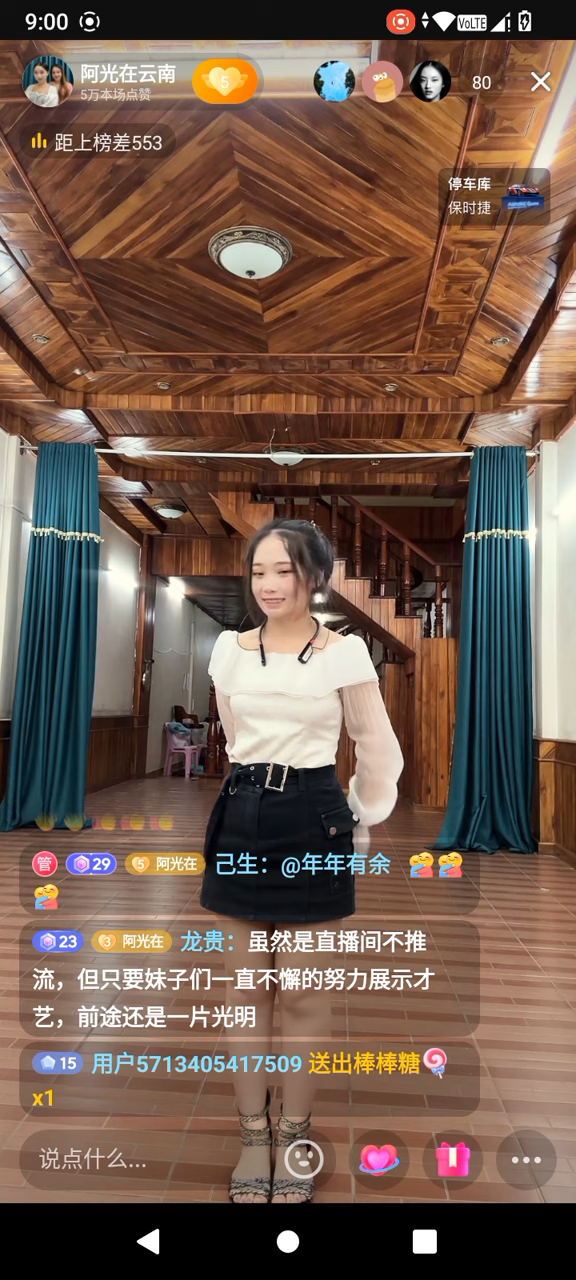 9:00
VoLTE
阿光在云南
5万本场点赞
5
80
距上榜差553
停车库
保时捷
管 29 5 阿光在 己生：@年年有余
23 3 阿光在 龙贵：虽然是直播间不推
流，但只要妹子们一直不懈的努力展示才
艺，前途还是一片光明
15 用户5713405417509 送出棒棒糖
x1
说点什么...